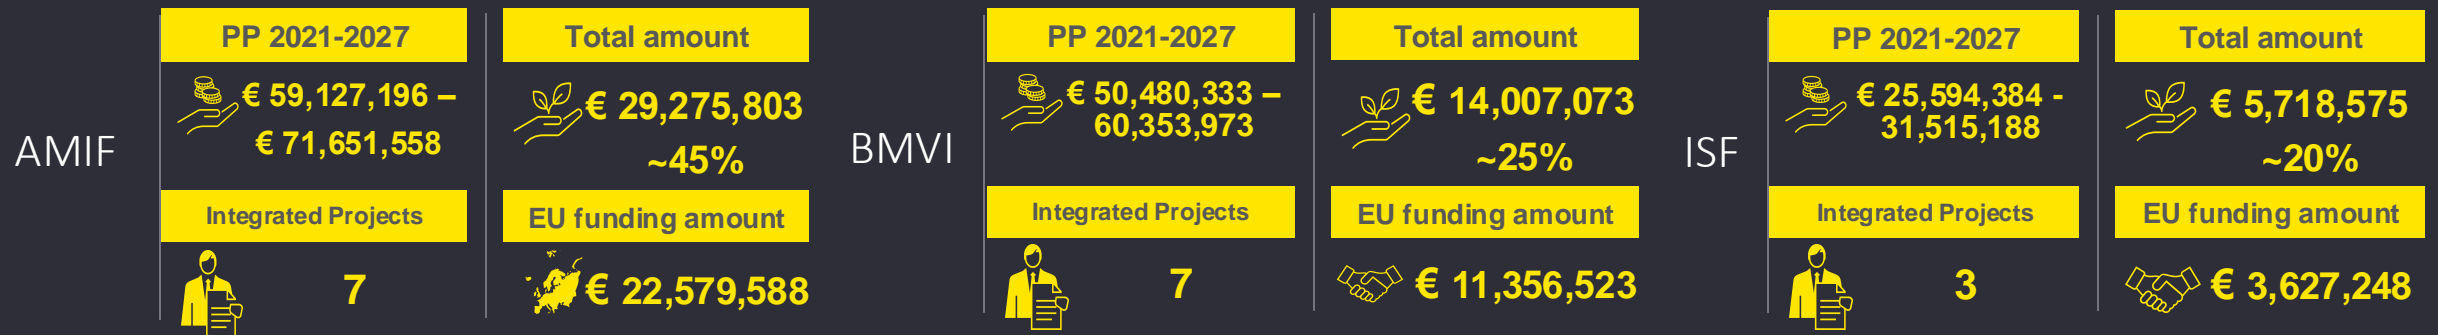 AMIF
PP 2021-2027
€ 59,127,196 –
€ 71,651,558
Total amount
€ 29,275,803
~45%
Integrated Projects
7
EU funding amount
€ 22,579,588
BMVI
PP 2021-2027
€ 50,480,333 –
60,353,973
Total amount
€ 14,007,073
~25%
Integrated Projects
7
EU funding amount
€ 11,356,523
ISF
PP 2021-2027
€ 25,594,384 -
31,515,188
Total amount
€ 5,718,575
~20%
Integrated Projects
3
EU funding amount
€ 3,627,248